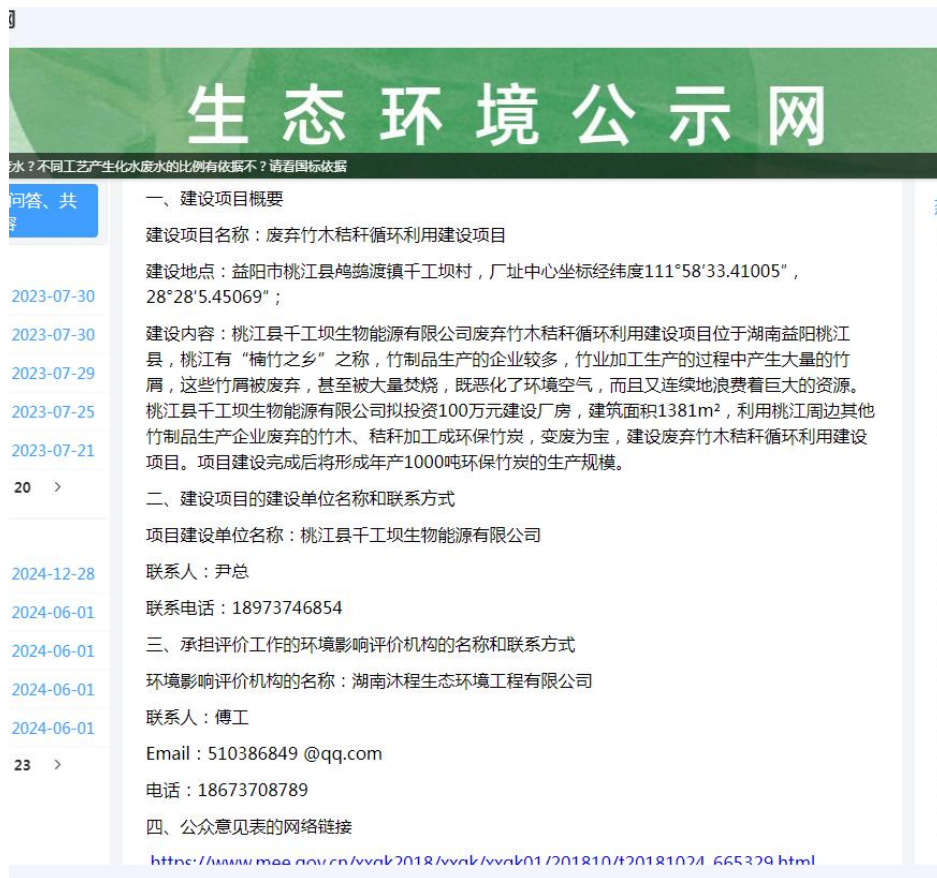 网
生态环境公示网
水？不同工艺产生化水废水的比例有依据不？请看国标依据
问答、共
2023-07-30
2023-07-30
2023-07-29
2023-07-25
2023-07-21
20 >
2024-12-28
2024-06-01
2024-06-01
2024-06-01
2024-06-01
23 >
一、建设项目概要
建设项目名称：废弃竹木秸秆循环利用建设项目
建设地点：益阳市桃江县鸬鹚渡镇千工坝村，厂址中心坐标经纬度111°58′33.41005″，
28°28′5.45069″；
建设内容：桃江县千工坝生物能源有限公司废弃竹木秸秆循环利用建设项目位于湖南益阳桃江
县，桃江有“楠竹之乡”之称，竹制品生产的企业较多，竹业加工生产的过程中产生大量的竹
屑，这些竹屑被废弃，甚至被大量焚烧，既恶化了环境空气，而且又连续地浪费着巨大的资源。
桃江县千工坝生物能源有限公司拟投资100万元建设厂房，建筑面积1381m²，利用桃江周边其他
竹制品生产企业废弃的竹木、秸秆加工成环保竹炭，变废为宝，建设废弃竹木秸秆循环利用建设
项目。项目建设完成后将形成年产1000吨环保竹炭的生产规模。
二、建设项目的建设单位名称和联系方式
项目建设单位名称：桃江县千工坝生物能源有限公司
联系人：尹总
联系电话：18973746854
三、承担评价工作的环境影响评价机构的名称和联系方式
环境影响评价机构的名称：湖南沐程生态环境工程有限公司
联系人：傅工
Email：510386849 @qq.com
电话：18673708789
四、公众意见表的网络链接
https://www.mee.gov.cn/xxgk2018/xxgk/xxgk01/201810/t20181024_665329.html